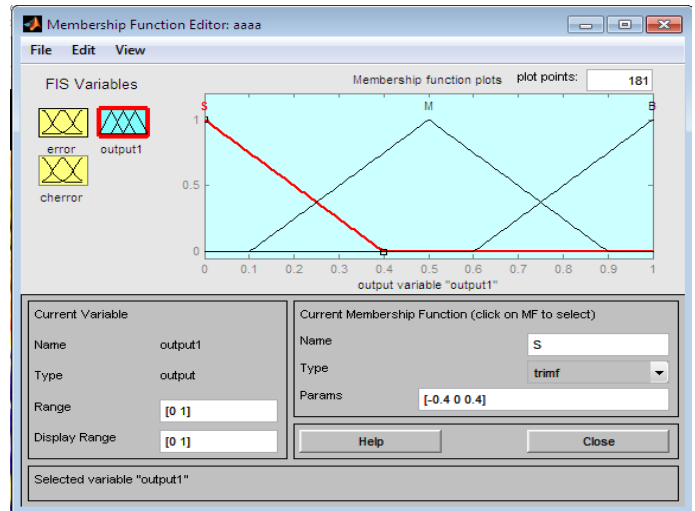 Membership Function Editor: aaaa
File Edit View
FIS Variables
error output1
cherror
Membership function plots plot points: 181
S M B
1
0.5
0
0 0.1 0.2 0.3 0.4 0.5 0.6 0.7 0.8 0.9 1
output variable "output1"
Current Variable
Name output1
Type output
Range [0 1]
Display Range [0 1]
Current Membership Function (click on MF to select)
Name S
Type trimf
Params [-0.4 0 0.4]
Help Close
Selected variable "output1"